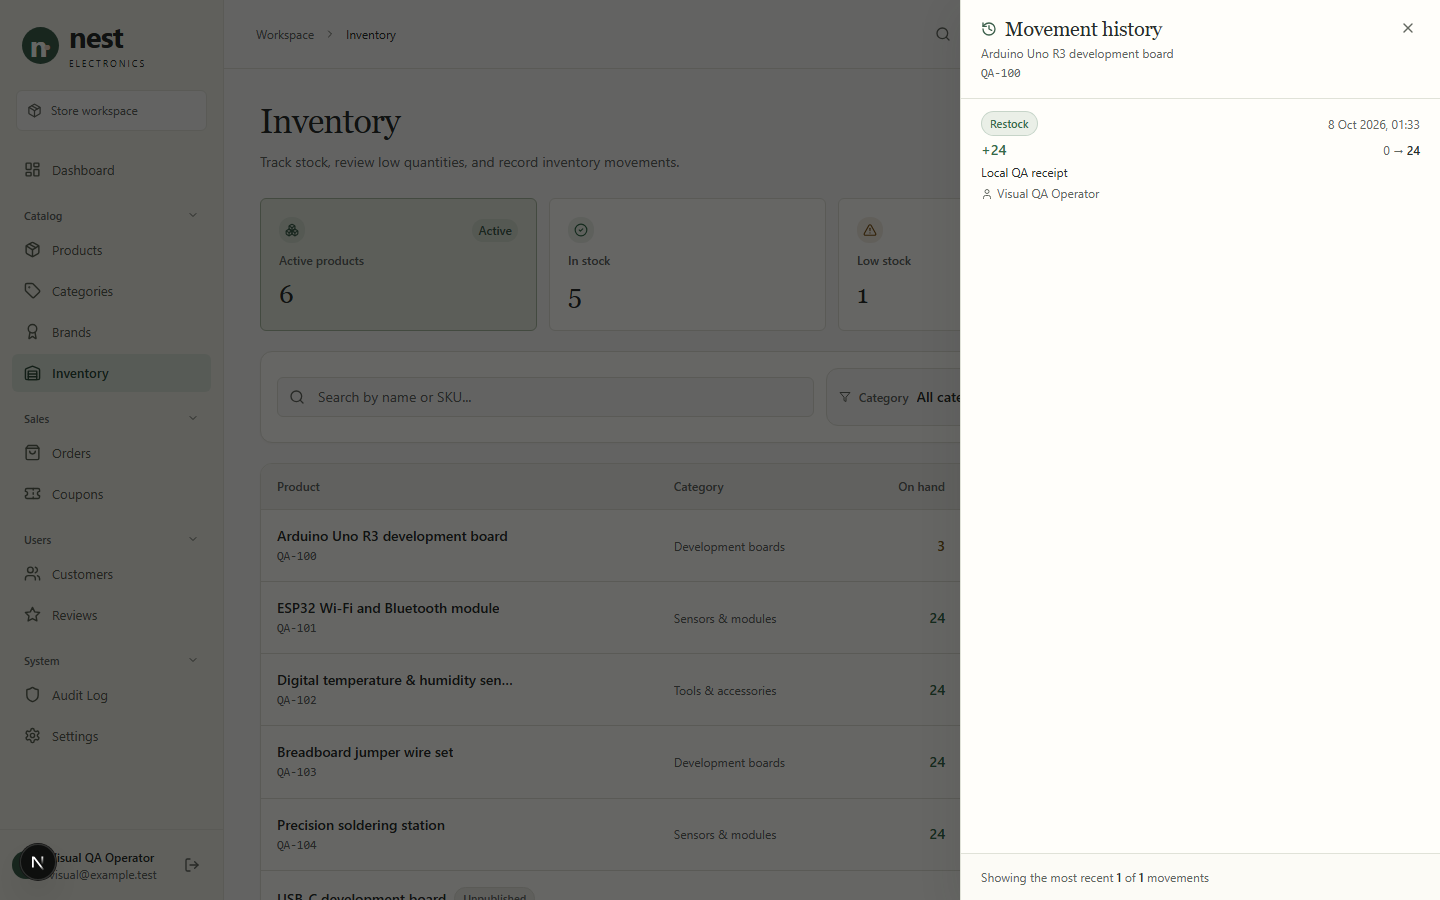 nest
ELECTRONICS
Store workspace
Dashboard
Catalog
Products
Categories
Brands
Inventory
Sales
Orders
Coupons
Users
Customers
Reviews
System
Audit Log
Settings
N
Visual QA Operator
visual@example.test
Workspace
Inventory
Inventory
Track stock, review low quantities, and record inventory movements.
Active
Active products
6
In stock
5
Low stock
1
Search by name or SKU...
Category All cate
Product Category On hand
Arduino Uno R3 development board
QA-100
Development boards
3
ESP32 Wi-Fi and Bluetooth module
QA-101
Sensors & modules
24
Digital temperature & humidity sen...
QA-102
Tools & accessories
24
Breadboard jumper wire set
QA-103
Development boards
24
Precision soldering station
QA-104
Sensors & modules
24
USB-C development board Unpublished
Movement history
Arduino Uno R3 development board
QA-100
Restock
8 Oct 2026, 01:33
+24
0 → 24
Local QA receipt
Visual QA Operator
Showing the most recent 1 of 1 movements